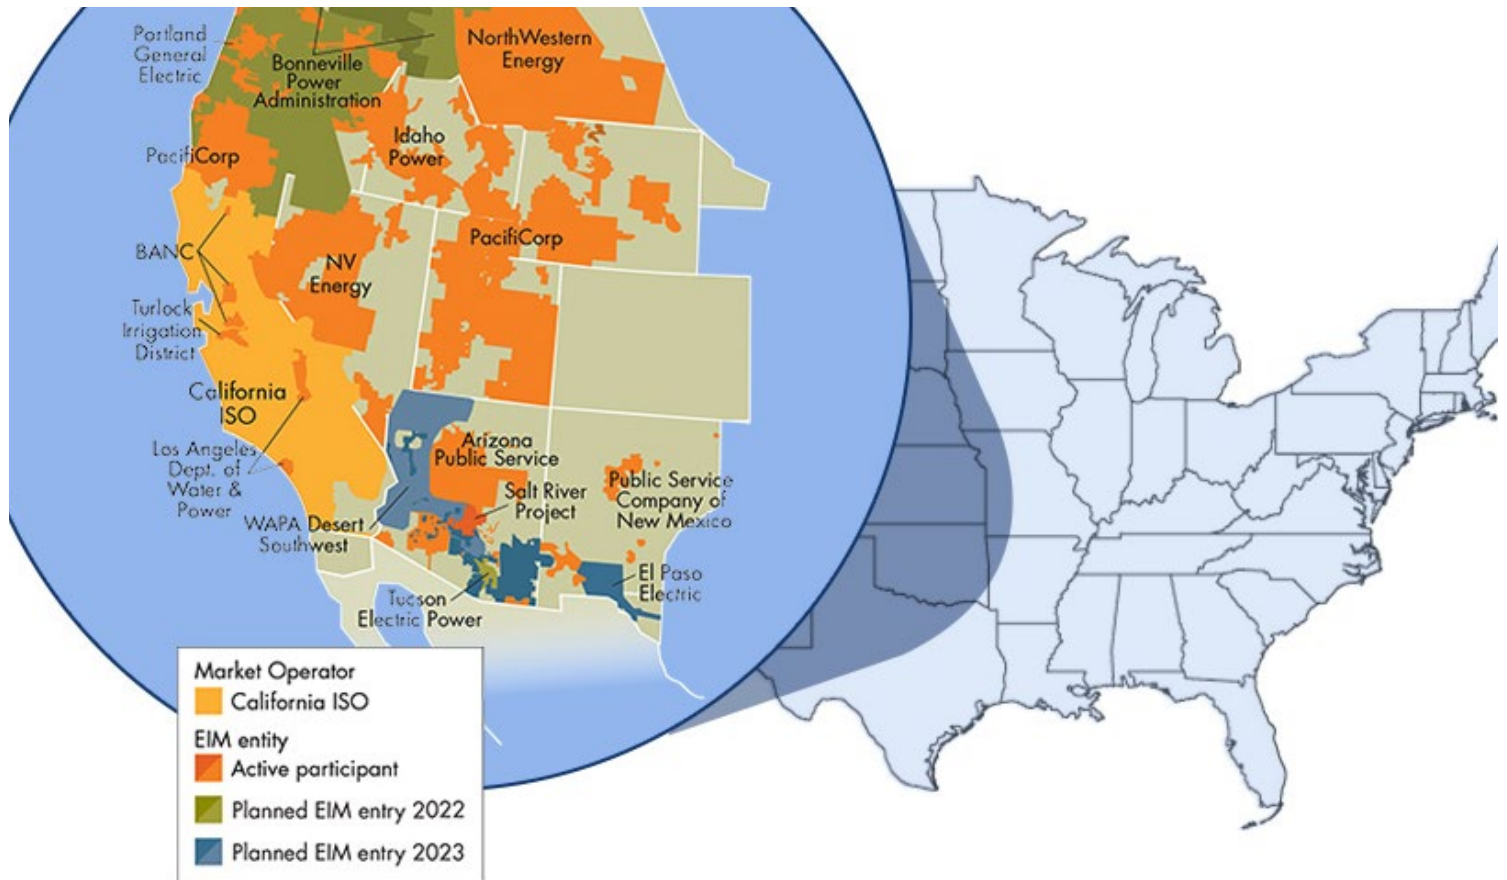 Portland
General
Electric
Bonneville
Power
Administration
NorthWestern
Energy
PacifiCorp
Idaho
Power
BANC
NV
Energy
PacifiCorp
Turlock
Irrigation
District
California
ISO
Los Angeles
Dept. of
Water &
Power
Arizona
Public Service
Salt River
Project
Public Service
Company of
New Mexico
WAPA Desert
Southwest
El Paso
Electric
Tucson
Electric Power
Market Operator
California ISO
EIM entity
Active participant
Planned EIM entry 2022
Planned EIM entry 2023